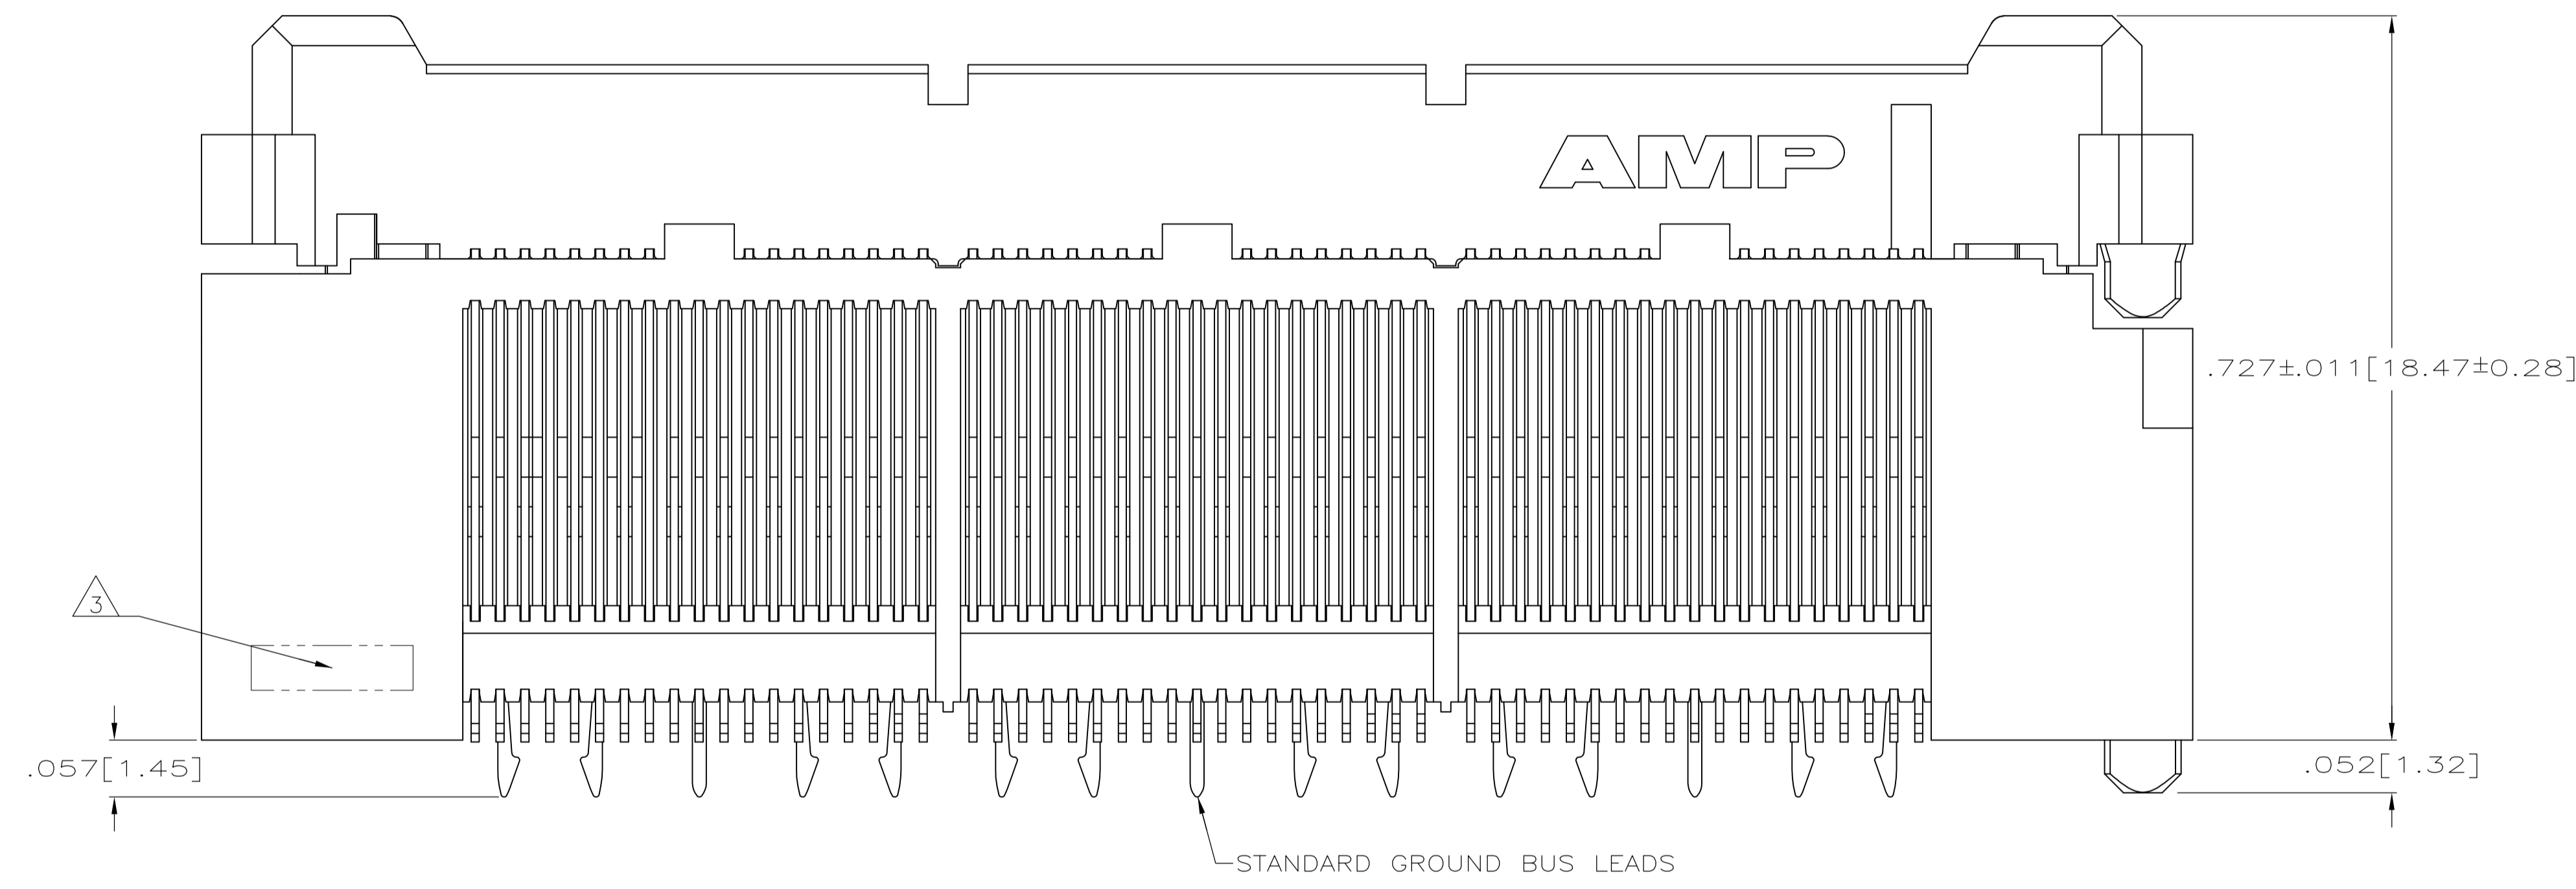 AMP
.727±.011[18.47±0.28]
3
.057[1.45]
.052[1.32]
STANDARD GROUND BUS LEADS